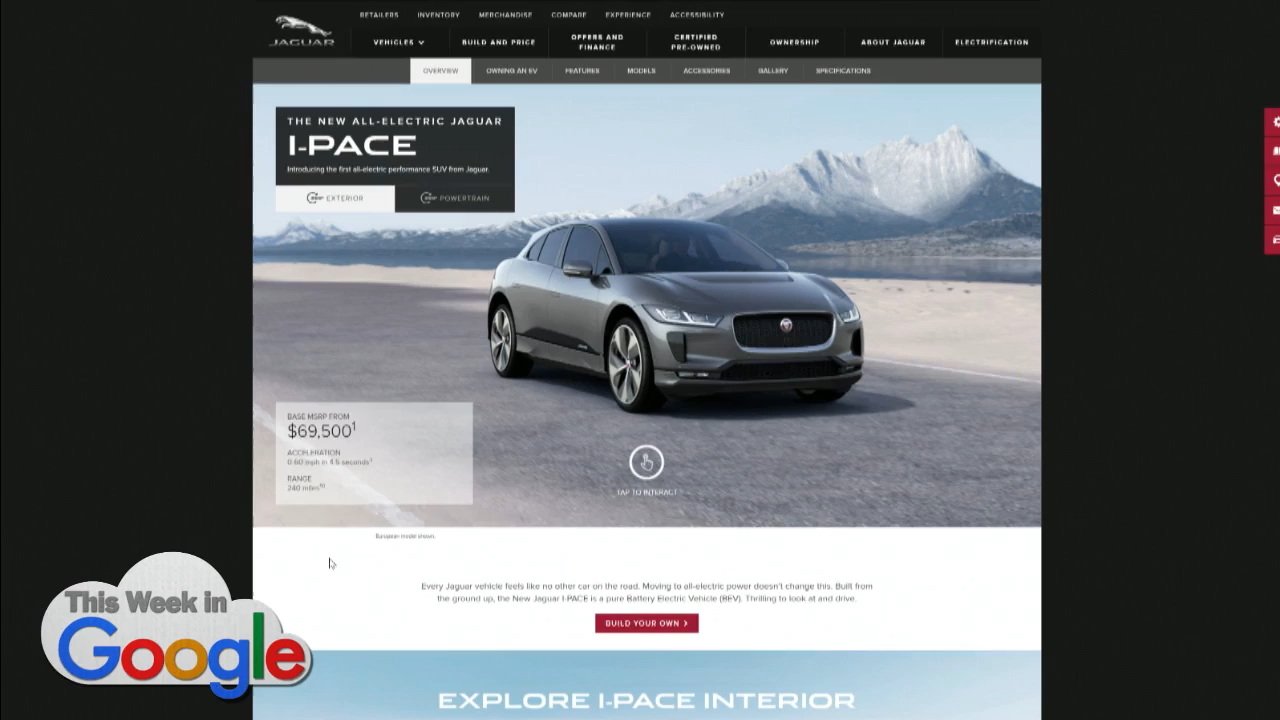 RETAILERS INVENTORY MERCHANDISE COMPARE EXPERIENCE ACCESSIBILITY
JAGUAR
VEHICLES BUILD AND PRICE OFFERS AND FINANCE CERTIFIED PRE-OWNED OWNERSHIP ABOUT JAGUAR ELECTRIFICATION
OVERVIEW OWNING AN EV FEATURES MODELS ACCESSORIES GALLERY SPECIFICATIONS
THE NEW ALL-ELECTRIC JAGUAR
I-PACE
Introducing the first all-electric performance SUV from Jaguar.
EXTERIOR POWERTRAIN
BASE MSRP FROM
$69,500†
ACCELERATION
0-60 mph in 4.5 seconds
RANGE
240 miles
TAP TO INTERACT
European model shown.
Every Jaguar vehicle feels like no other car on the road. Moving to all-electric power doesn't change this. Built from
the ground up, the New Jaguar I-PACE is a pure Battery Electric Vehicle (BEV). Thrilling to look at and drive.
BUILD YOUR OWN
This Week in
Google
EXPLORE I-PACE INTERIOR